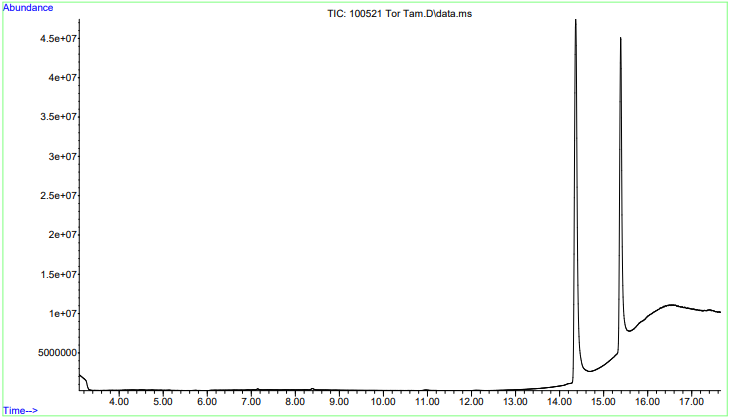 Abundance
TIC: 100521 Tor Tam.D\data.ms
4.5e+07
4e+07
3.5e+07
3e+07
2.5e+07
2e+07
1.5e+07
1e+07
5000000
4.00 5.00 6.00 7.00 8.00 9.00 10.00 11.00 12.00 13.00 14.00 15.00 16.00 17.00
Time-->